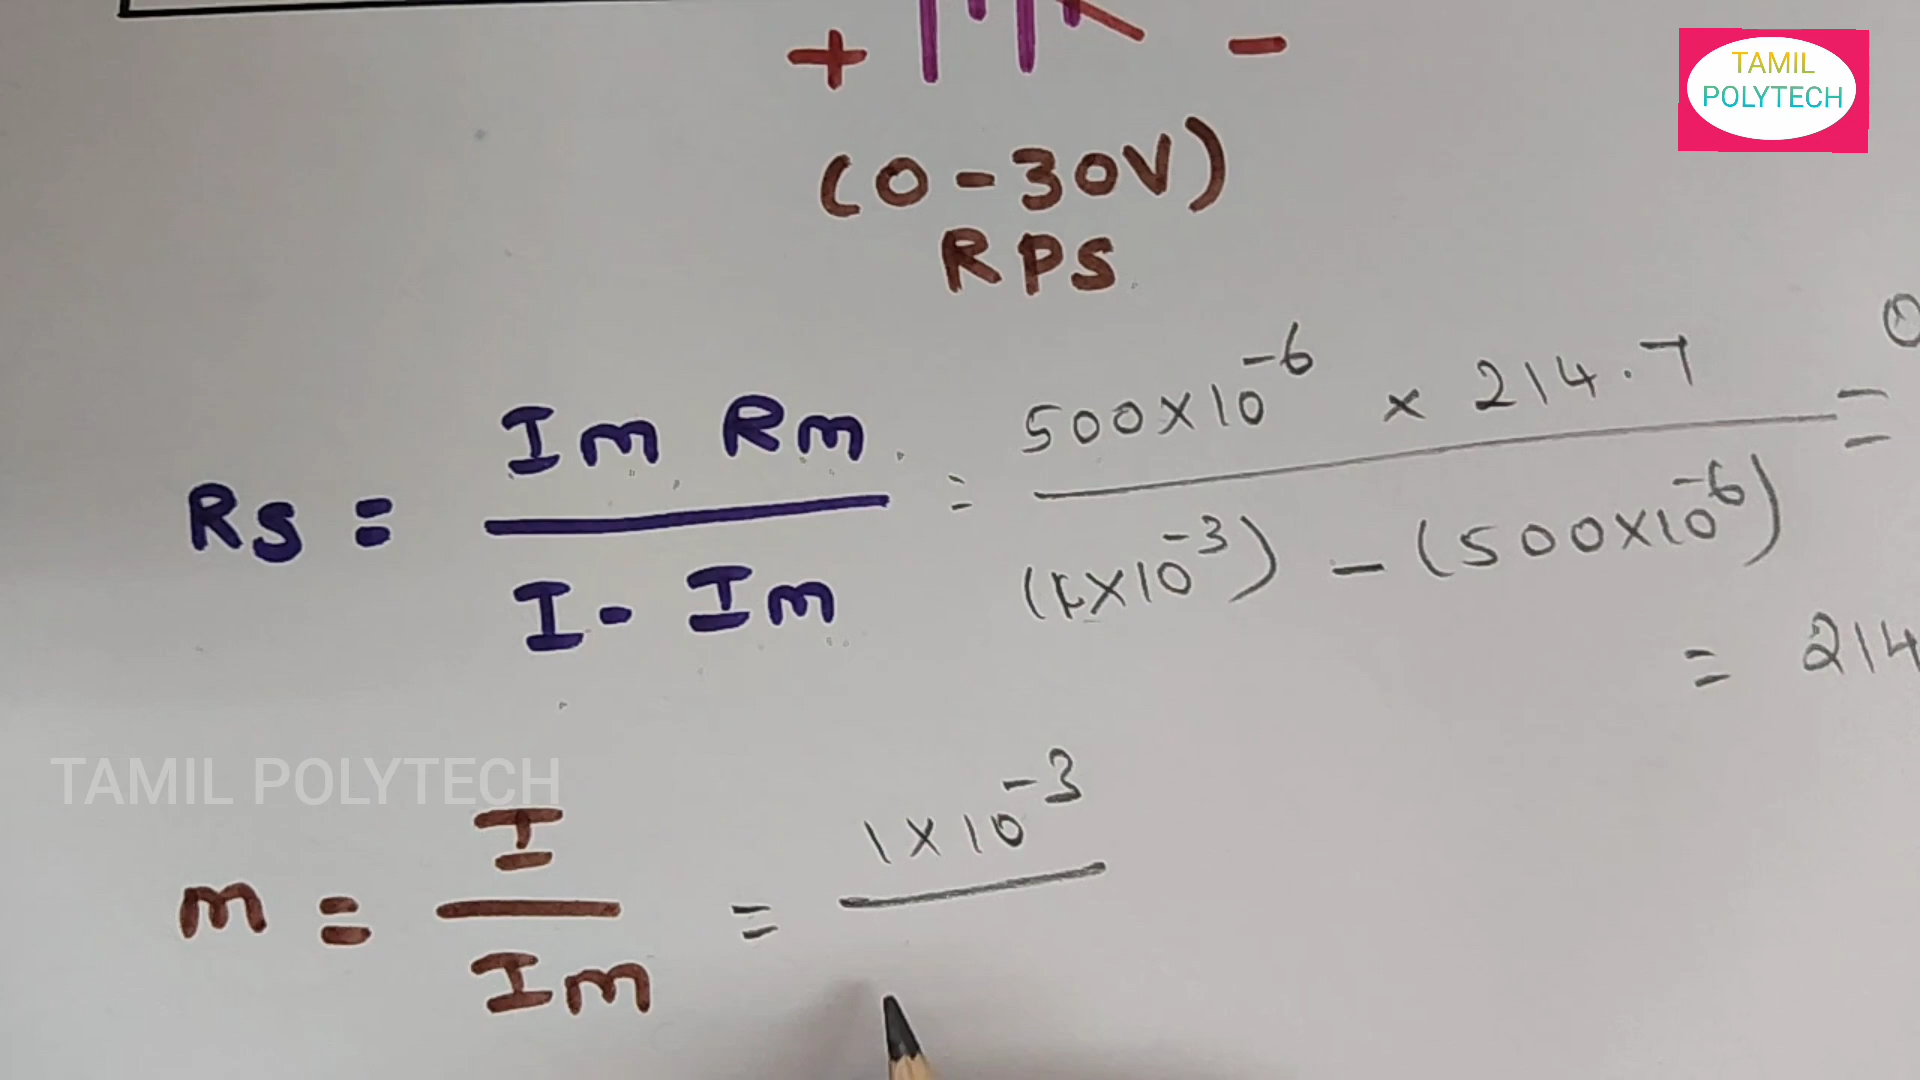 + -
TAMIL
POLYTECH
(0-30V)
RPS
Rs = Im Rm / I - Im = 500×10^-6 × 214.7 / (1×10^-3) - (500×10^-6) = 0
= 214
TAMIL POLYTECH
m = I / Im = 1×10^-3